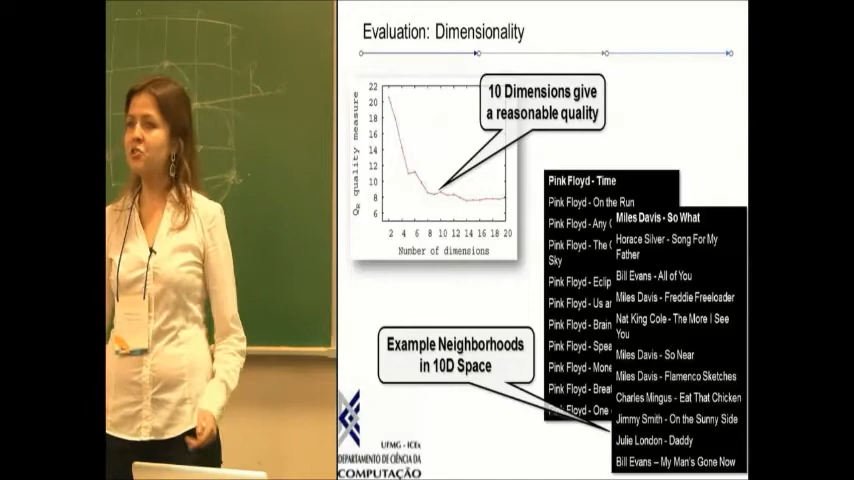 Evaluation: Dimensionality
10 Dimensions give
a reasonable quality
22
20
18
16
14
12
10
8
6
QR quality measure
2 4 6 8 10 12 14 16 18 20
Number of dimensions
Pink Floyd - Time
Pink Floyd - On the Run
Pink Floyd - Any
Pink Floyd - The
Sky
Pink Floyd - Eclip
Pink Floyd - Us a
Pink Floyd - Brain
Pink Floyd - Spea
Pink Floyd - Mone
Pink Floyd - Breat
Floyd - One
Miles Davis - So What
Horace Silver - Song For My
Father
Bill Evans - All of You
Miles Davis - Freddie Freeloader
Nat King Cole - The More I See
You
Miles Davis - So Near
Miles Davis - Flamenco Sketches
Charles Mingus - Eat That Chicken
Jimmy Smith - On the Sunny Side
Julie London - Daddy
Bill Evans – My Man's Gone Now
Example Neighborhoods
in 10D Space
UFMG - ICEx
DEPARTAMENTO DE CIÊNCIA DA
COMPUTAÇÃO